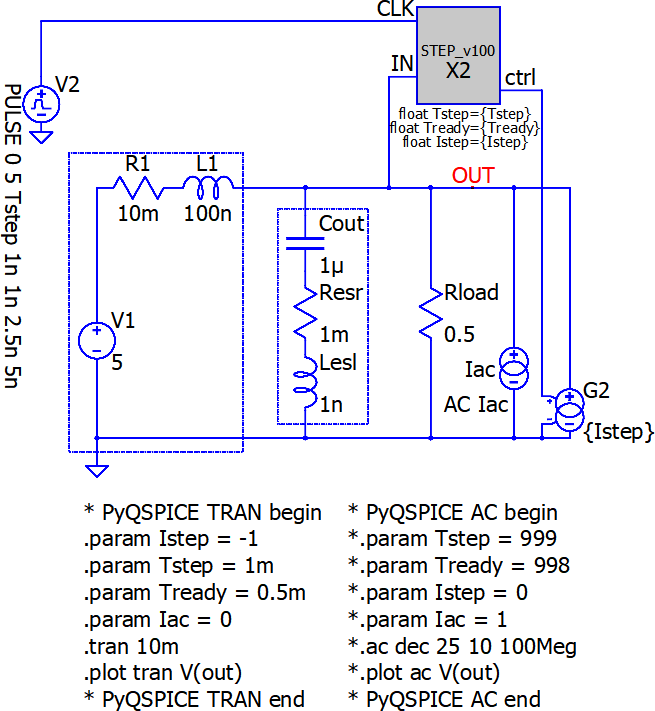 CLK
STEP_v100
X2
IN
ctrl
float Tstep={Tstep}
float Tready={Tready}
float Istep={Istep}
V2
PULSE 0 5 Tstep 1n 1n 2.5n 5n
R1
L1
10m
100n
OUT
Cout
1µ
Resr
1m
Lesl
1n
V1
5
Rload
0.5
Iac
AC Iac
G2
{Istep}
* PyQSPICE TRAN begin
.param Istep = -1
.param Tstep = 1m
.param Tready = 0.5m
.param Iac = 0
.tran 10m
.plot tran V(out)
* PyQSPICE TRAN end
* PyQSPICE AC begin
*.param Tstep = 999
*.param Tready = 998
*.param Istep = 0
*.param Iac = 1
*.ac dec 25 10 100Meg
*.plot ac V(out)
* PyQSPICE AC end